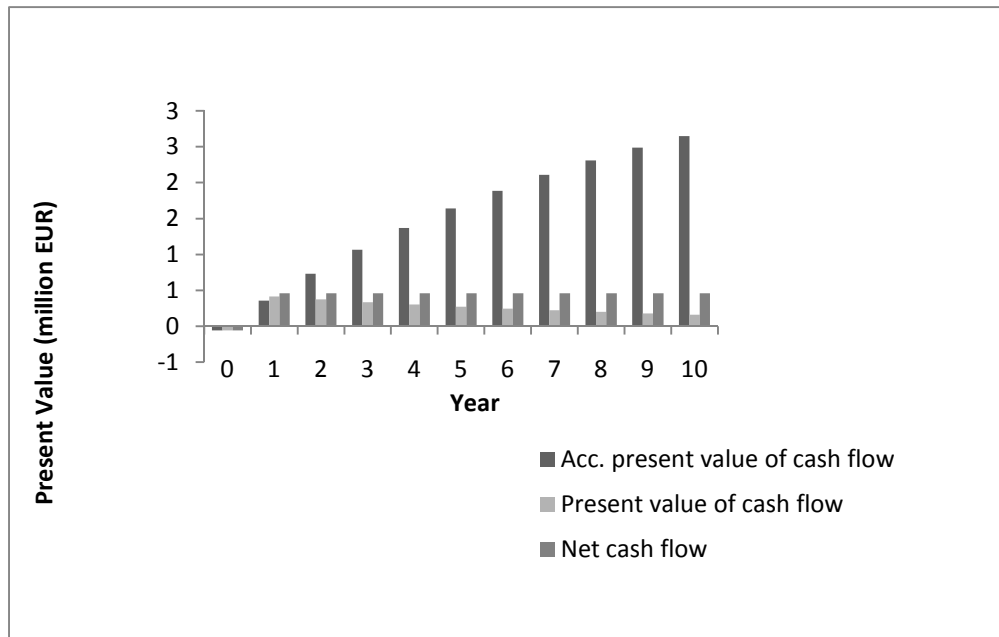 Present Value (million EUR)
3
3
2
2
1
1
0
-1
0 1 2 3 4 5 6 7 8 9 10
Year
Acc. present value of cash flow
Present value of cash flow
Net cash flow